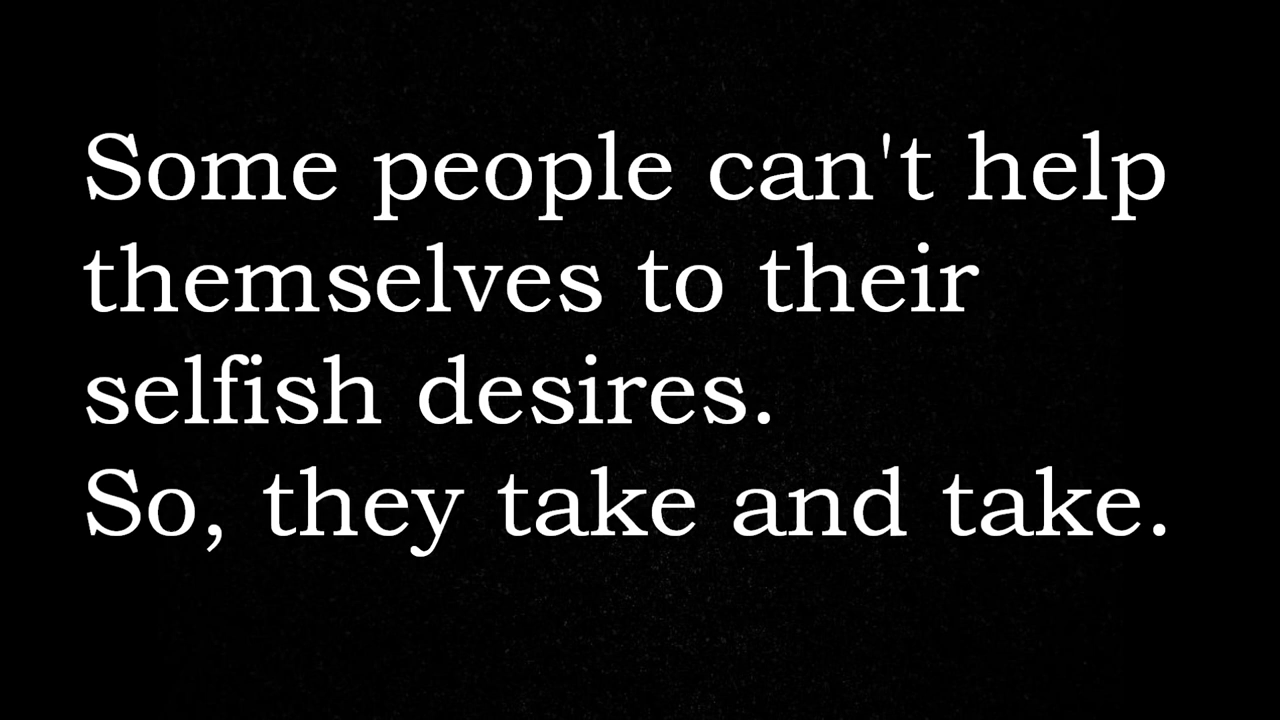 Some people can't help
themselves to their
selfish desires.
So, they take and take.